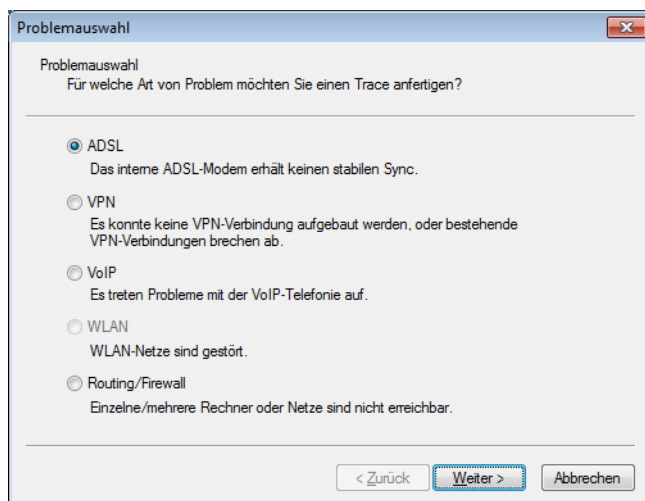 Problemauswahl
Problemauswahl
Für welche Art von Problem möchten Sie einen Trace anfertigen?
ADSL
Das interne ADSL-Modem erhält keinen stabilen Sync.
VPN
Es konnte keine VPN-Verbindung aufgebaut werden, oder bestehende
VPN-Verbindungen brechen ab.
VoIP
Es treten Probleme mit der VoIP-Telefonie auf.
WLAN
WLAN-Netze sind gestört.
Routing/Firewall
Einzelne/mehrere Rechner oder Netze sind nicht erreichbar.
< Zurück
Weiter >
Abbrechen